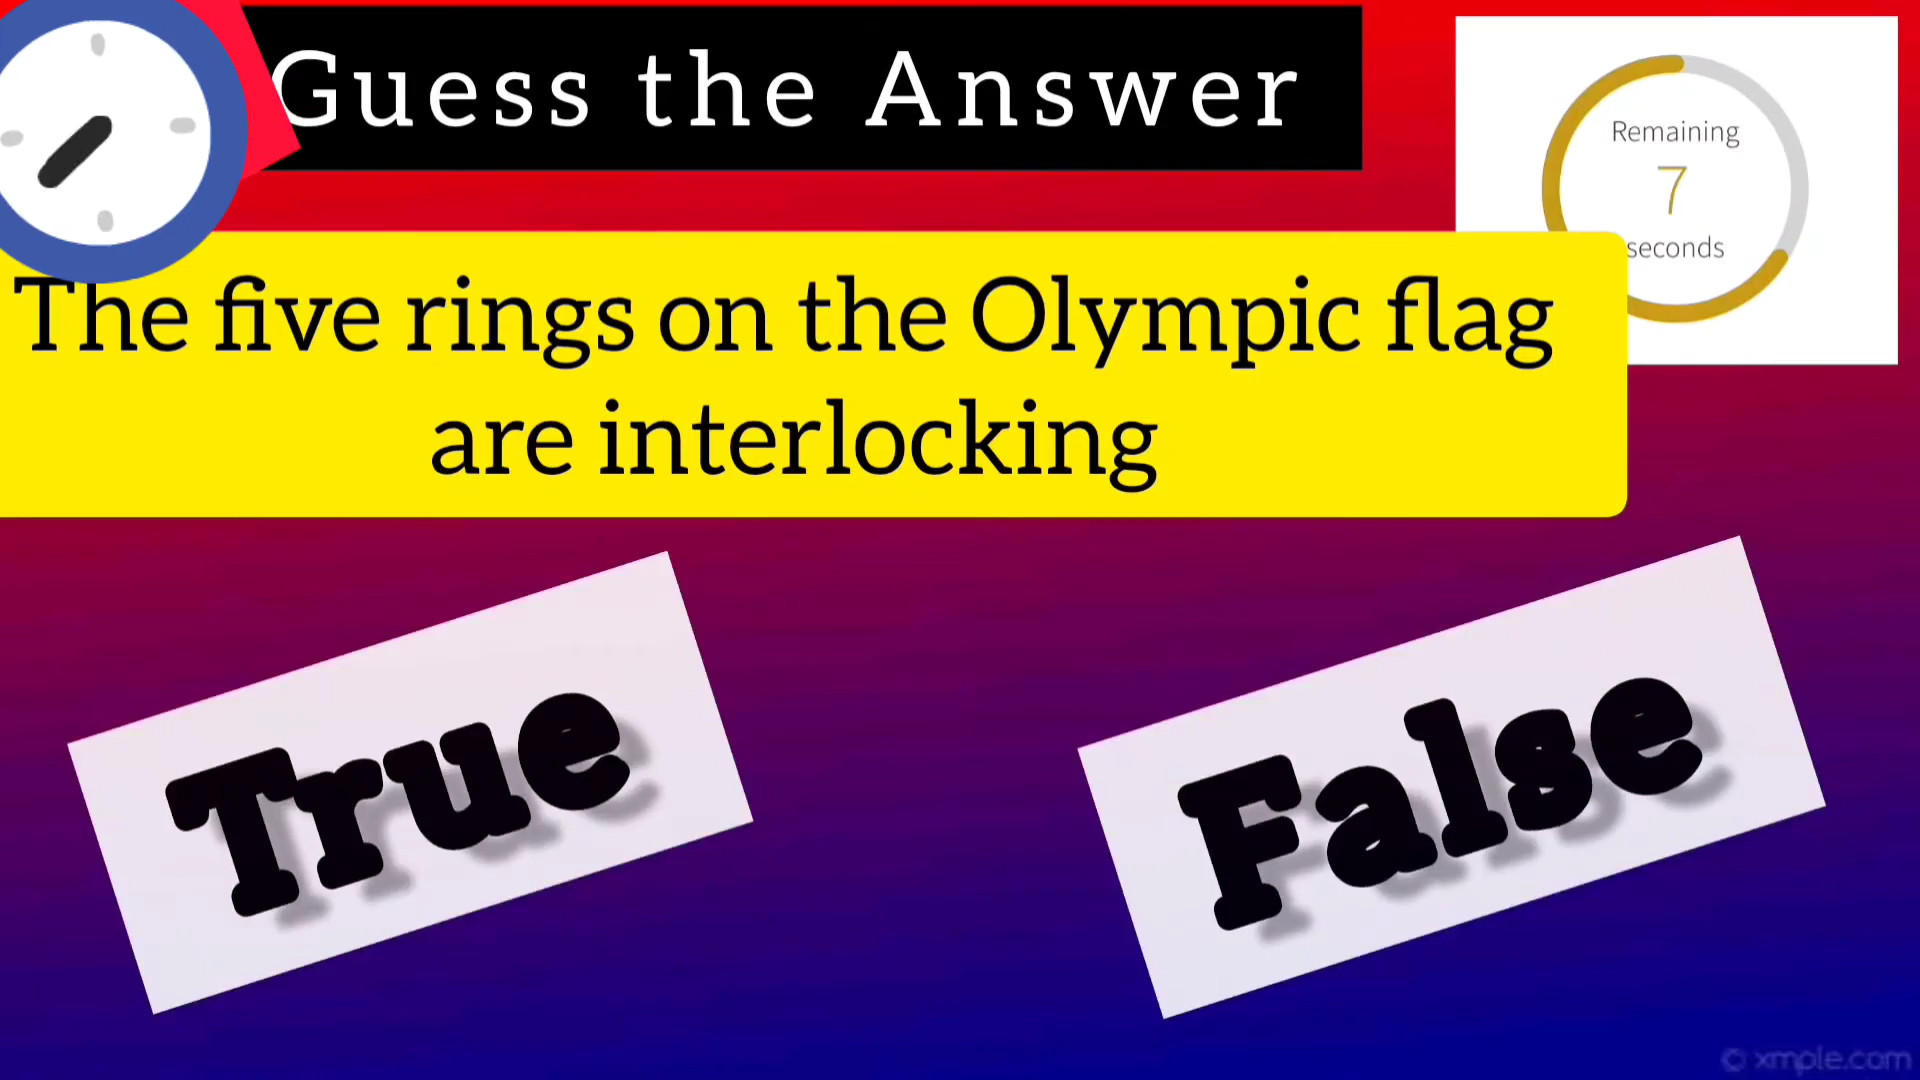 Guess the Answer
Remaining
7
seconds
The five rings on the Olympic flag
are interlocking
True
False
© xmple.com